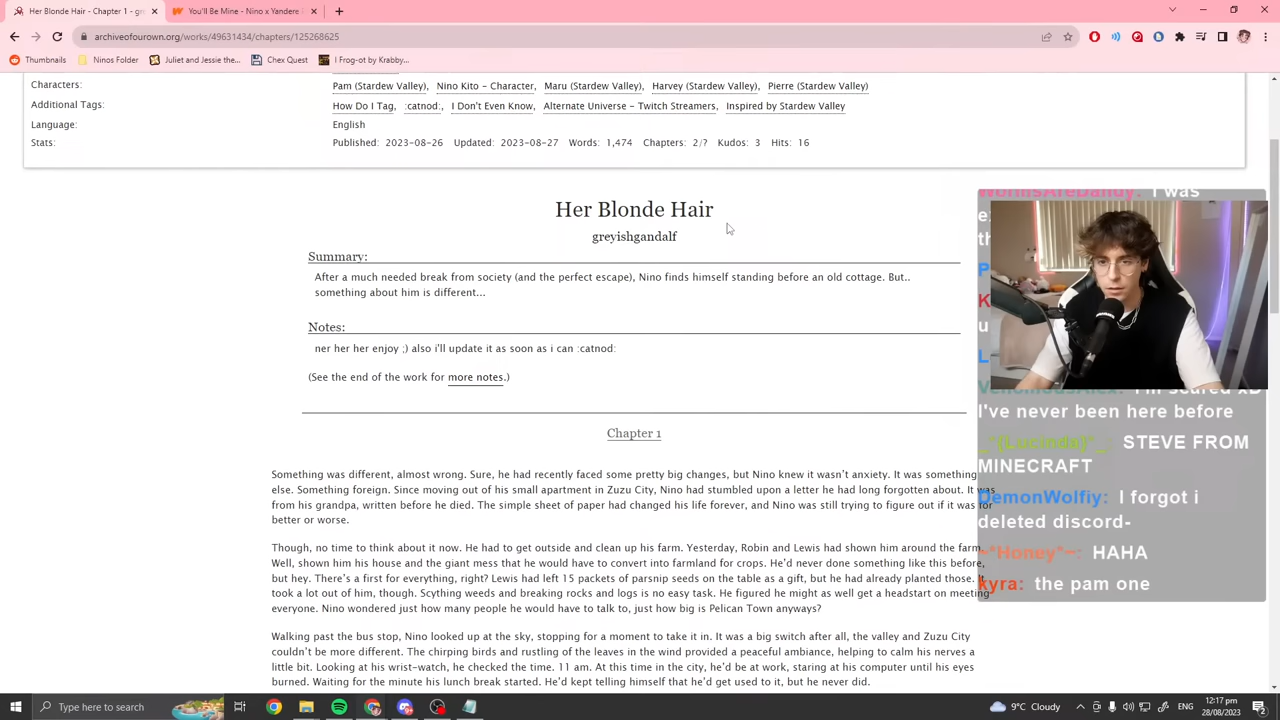 Her Blonde Hair - Chapter 1 - gre
You'll Be Mine - Nino x Fans -
archiveofourown.org/works/49631434/chapters/125268625
Thumbnails
Ninos Folder
Juliet and Jessie the...
Chex Quest
I Frog-ot by Krabby...
Characters:
Pam (Stardew Valley), Nino Kito - Character, Maru (Stardew Valley), Harvey (Stardew Valley), Pierre (Stardew Valley)
Additional Tags:
How Do I Tag, :catnod:, I Don't Even Know, Alternate Universe - Twitch Streamers, Inspired by Stardew Valley
Language:
English
Stats:
Published: 2023-08-26 Updated: 2023-08-27 Words: 1,474 Chapters: 2/? Kudos: 3 Hits: 16
Her Blonde Hair
greyishgandalf
Summary:
After a much needed break from society (and the perfect escape), Nino finds himself standing before an old cottage. But..
something about him is different...
Notes:
ner her her enjoy ;) also i'll update it as soon as i can :catnod:
(See the end of the work for more notes.)
Chapter 1
Something was different, almost wrong. Sure, he had recently faced some pretty big changes, but Nino knew it wasn't anxiety. It was something
else. Something foreign. Since moving out of his small apartment in Zuzu City, Nino had stumbled upon a letter he had long forgotten about. It was
from his grandpa, written before he died. The simple sheet of paper had changed his life forever, and Nino was still trying to figure out if it was for
better or worse.
Though, no time to think about it now. He had to get outside and clean up his farm. Yesterday, Robin and Lewis had shown him around the farm.
Well, shown him his house and the giant mess that he would have to convert into farmland for crops. He'd never done something like this before,
but hey. There's a first for everything, right? Lewis had left 15 packets of parsnip seeds on the table as a gift, but he had already planted those. It
took a lot out of him, though. Scything weeds and breaking rocks and logs is no easy task. He figured he might as well get a headstart on meeting
everyone. Nino wondered just how many people he would have to talk to, just how big is Pelican Town anyways?
Walking past the bus stop, Nino looked up at the sky, stopping for a moment to take it in. It was a big switch after all, the valley and Zuzu City
couldn't be more different. The chirping birds and rustling of the leaves in the wind provided a peaceful ambiance, helping to calm his nerves a
little bit. Looking at his wrist-watch, he checked the time. 11 am. At this time in the city, he'd be at work, staring at his computer until his eyes
burned. Waiting for the minute his lunch break started. He'd kept telling himself that he'd get used to it, but he never did.
WormsAreDandy: I was
I've never been here before
_~*(Lucinda)*~_: STEVE FROM
MINECRAFT
DemonWolfiy: I forgot i
deleted discord-
~*Honey*~: HAHA
kyra: the pam one
Type here to search
9°C Cloudy
ENG
12:17 pm
28/08/2023
2